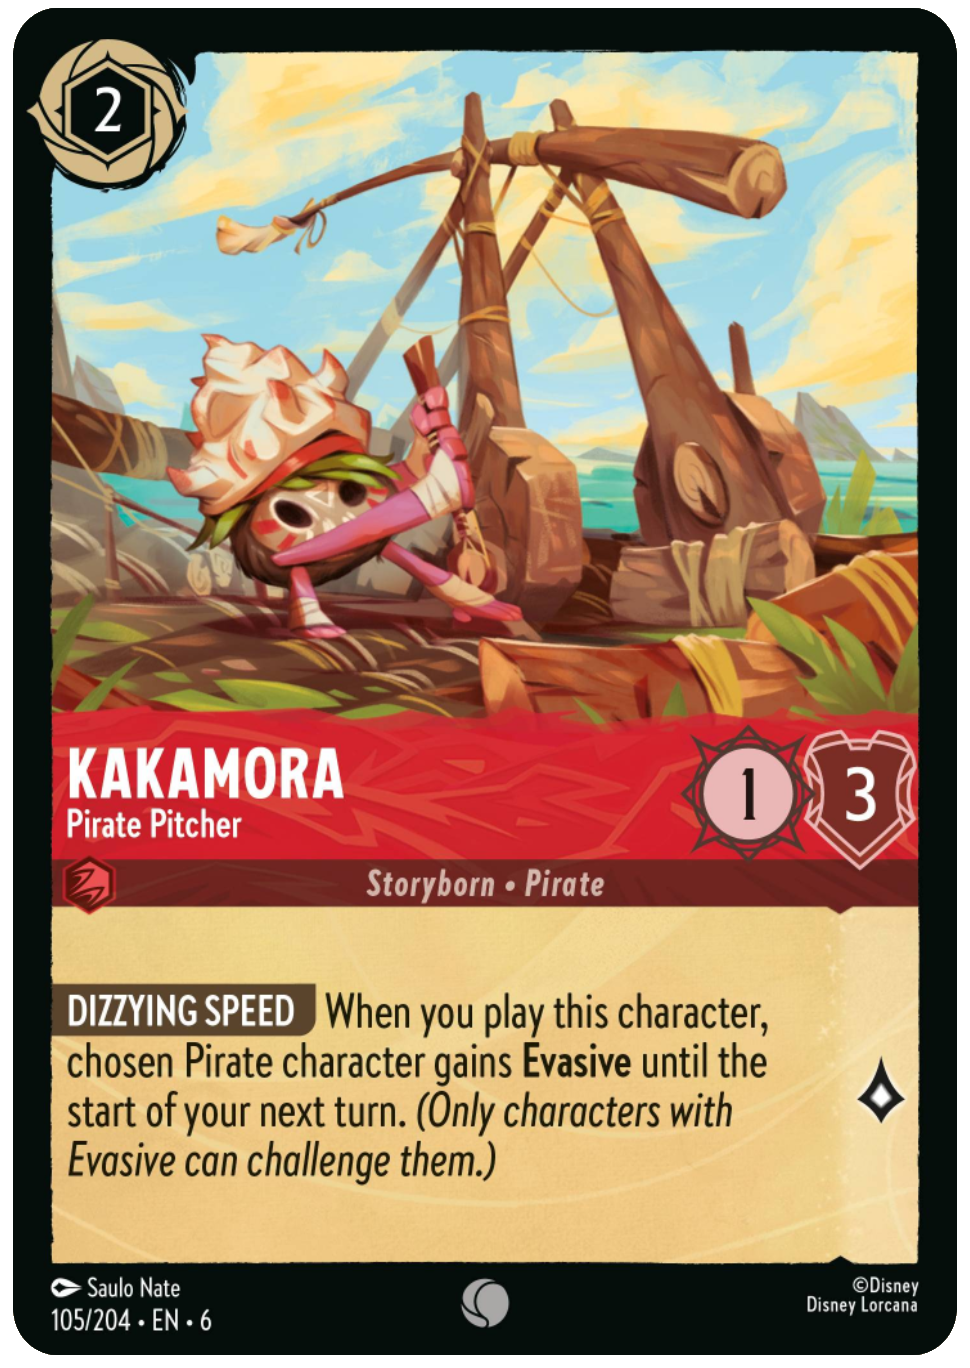 2
KAKAMORA
Pirate Pitcher
1
3
Storyborn • Pirate
DIZZYING SPEED When you play this character,
chosen Pirate character gains Evasive until the
start of your next turn. (Only characters with
Evasive can challenge them.)
Saulo Nate
105/204 • EN • 6
©Disney
Disney Lorcana